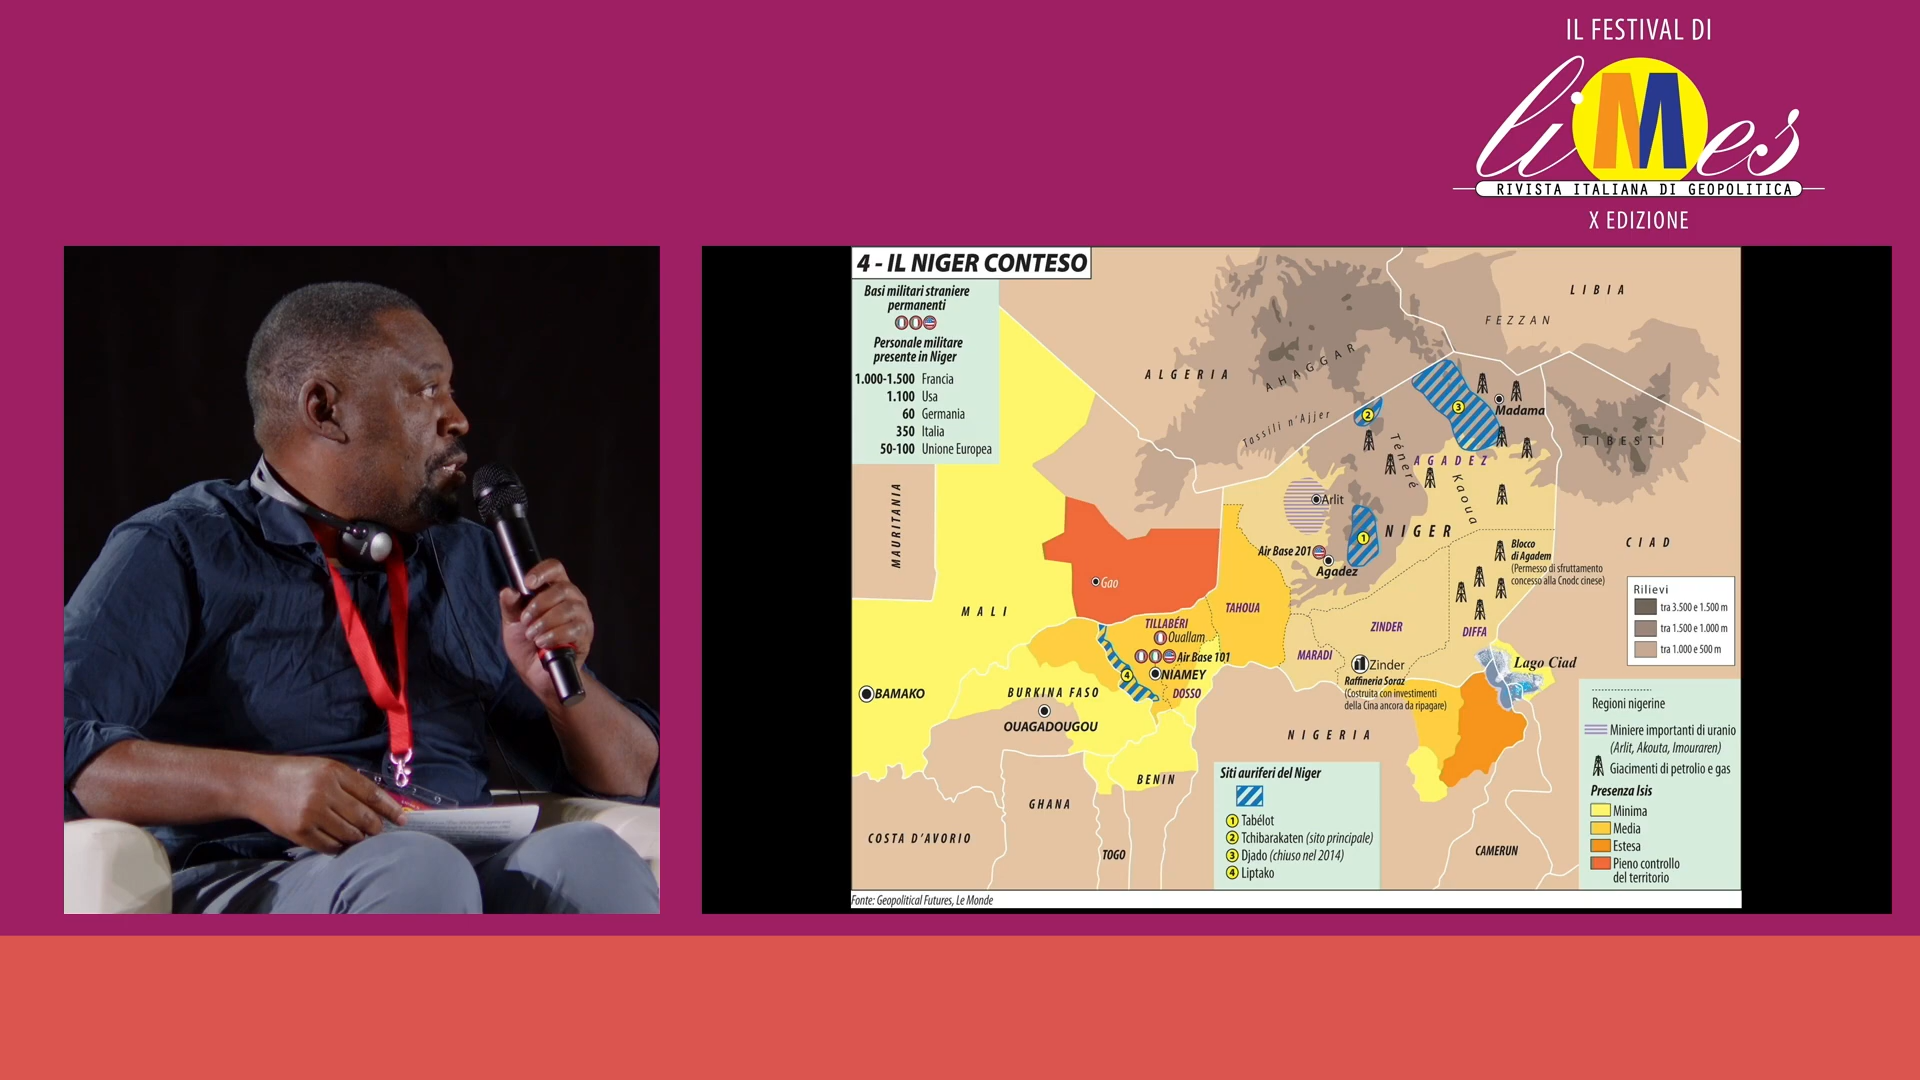 IL FESTIVAL DI
liMes
RIVISTA ITALIANA DI GEOPOLITICA
X EDIZIONE
4 - IL NIGER CONTESO
Basi militari straniere
permanenti
Personale militare
presente in Niger
1.000-1.500 Francia
1.100 Usa
60 Germania
350 Italia
50-100 Unione Europea
LIBIA
FEZZAN
ALGERIA
AHAGGAR
Tassili n'Ajjer
2
3
Madama
TIBESTI
Ténéré
AGADEZ
Kaoua
MAURITANIA
Arlit
1
NIGER
Air Base 201
Agadez
Blocco
di Agadem
(Permesso di sfruttamento
concesso alla Cnodc cinese)
CIAD
Gao
MALI
TAHOUA
TILLABÉRI
Ouallam
Air Base 101
NIAMEY
DOSSO
4
ZINDER
DIFFA
MARADI
Zinder
Raffineria Soraz
(Costruita con investimenti
della Cina ancora da ripagare)
Lago Ciad
BAMAKO
BURKINA FASO
OUAGADOUGOU
NIGERIA
BENIN
GHANA
COSTA D'AVORIO
TOGO
CAMERUN
Rilievi
tra 3.500 e 1.500 m
tra 1.500 e 1.000 m
tra 1.000 e 500 m
Regioni nigerine
Miniere importanti di uranio
(Arlit, Akouta, Imouraren)
Giacimenti di petrolio e gas
Presenza Isis
Minima
Media
Estesa
Pieno controllo
del territorio
Siti auriferi del Niger
1 Tabélot
2 Tchibarakaten (sito principale)
3 Djado (chiuso nel 2014)
4 Liptako
Fonte: Geopolitical Futures, Le Monde